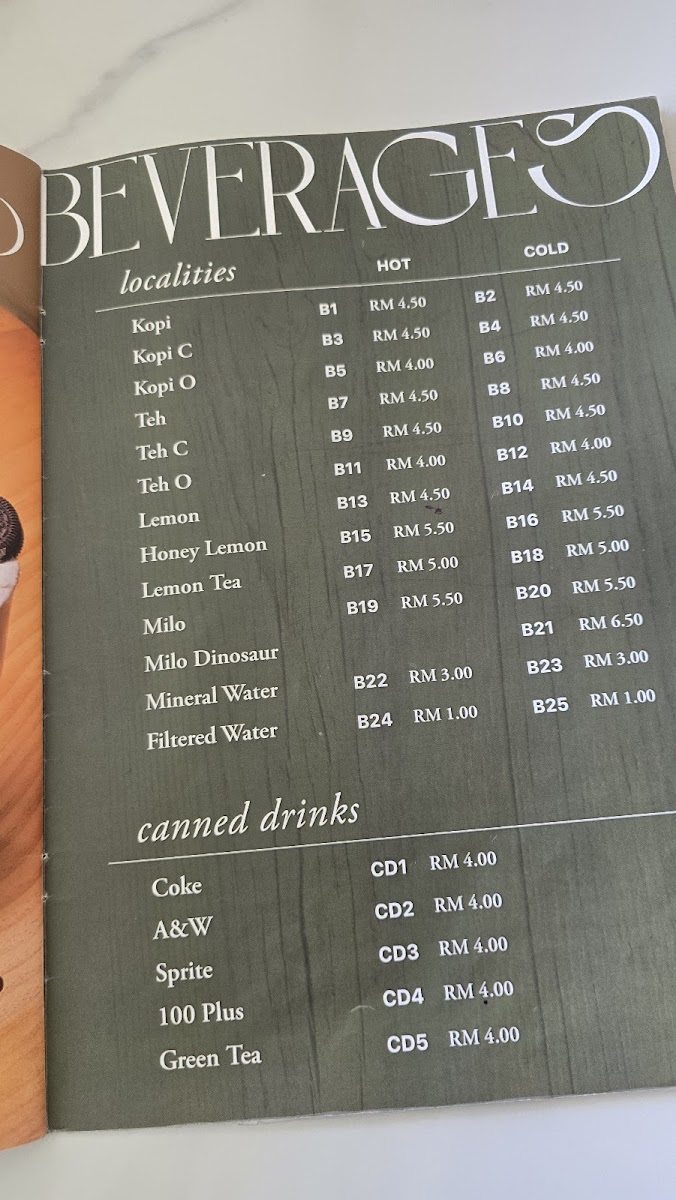 BEVERAGES
localities HOT COLD
Kopi B1 RM 4.50 B2 RM 4.50
Kopi C B3 RM 4.50 B4 RM 4.50
Kopi O B5 RM 4.00 B6 RM 4.00
Teh B7 RM 4.50 B8 RM 4.50
Teh C B9 RM 4.50 B10 RM 4.50
Teh O B11 RM 4.00 B12 RM 4.00
Lemon B13 RM 4.50 B14 RM 4.50
Honey Lemon B15 RM 5.50 B16 RM 5.50
Lemon Tea B17 RM 5.00 B18 RM 5.00
Milo B19 RM 5.50 B20 RM 5.50
Milo Dinosaur B21 RM 6.50
Mineral Water B22 RM 3.00 B23 RM 3.00
Filtered Water B24 RM 1.00 B25 RM 1.00
canned drinks
Coke CD1 RM 4.00
A&W CD2 RM 4.00
Sprite CD3 RM 4.00
100 Plus CD4 RM 4.00
Green Tea CD5 RM 4.00